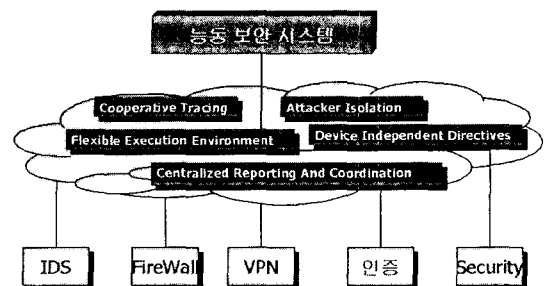 능동 보안 시스템
Cooperative Tracing
Attacker Isolation
Flexible Execution Environment
Device Independent Directives
Centralized Reporting And Coordination
IDS
FireWall
VPN
인증
Security